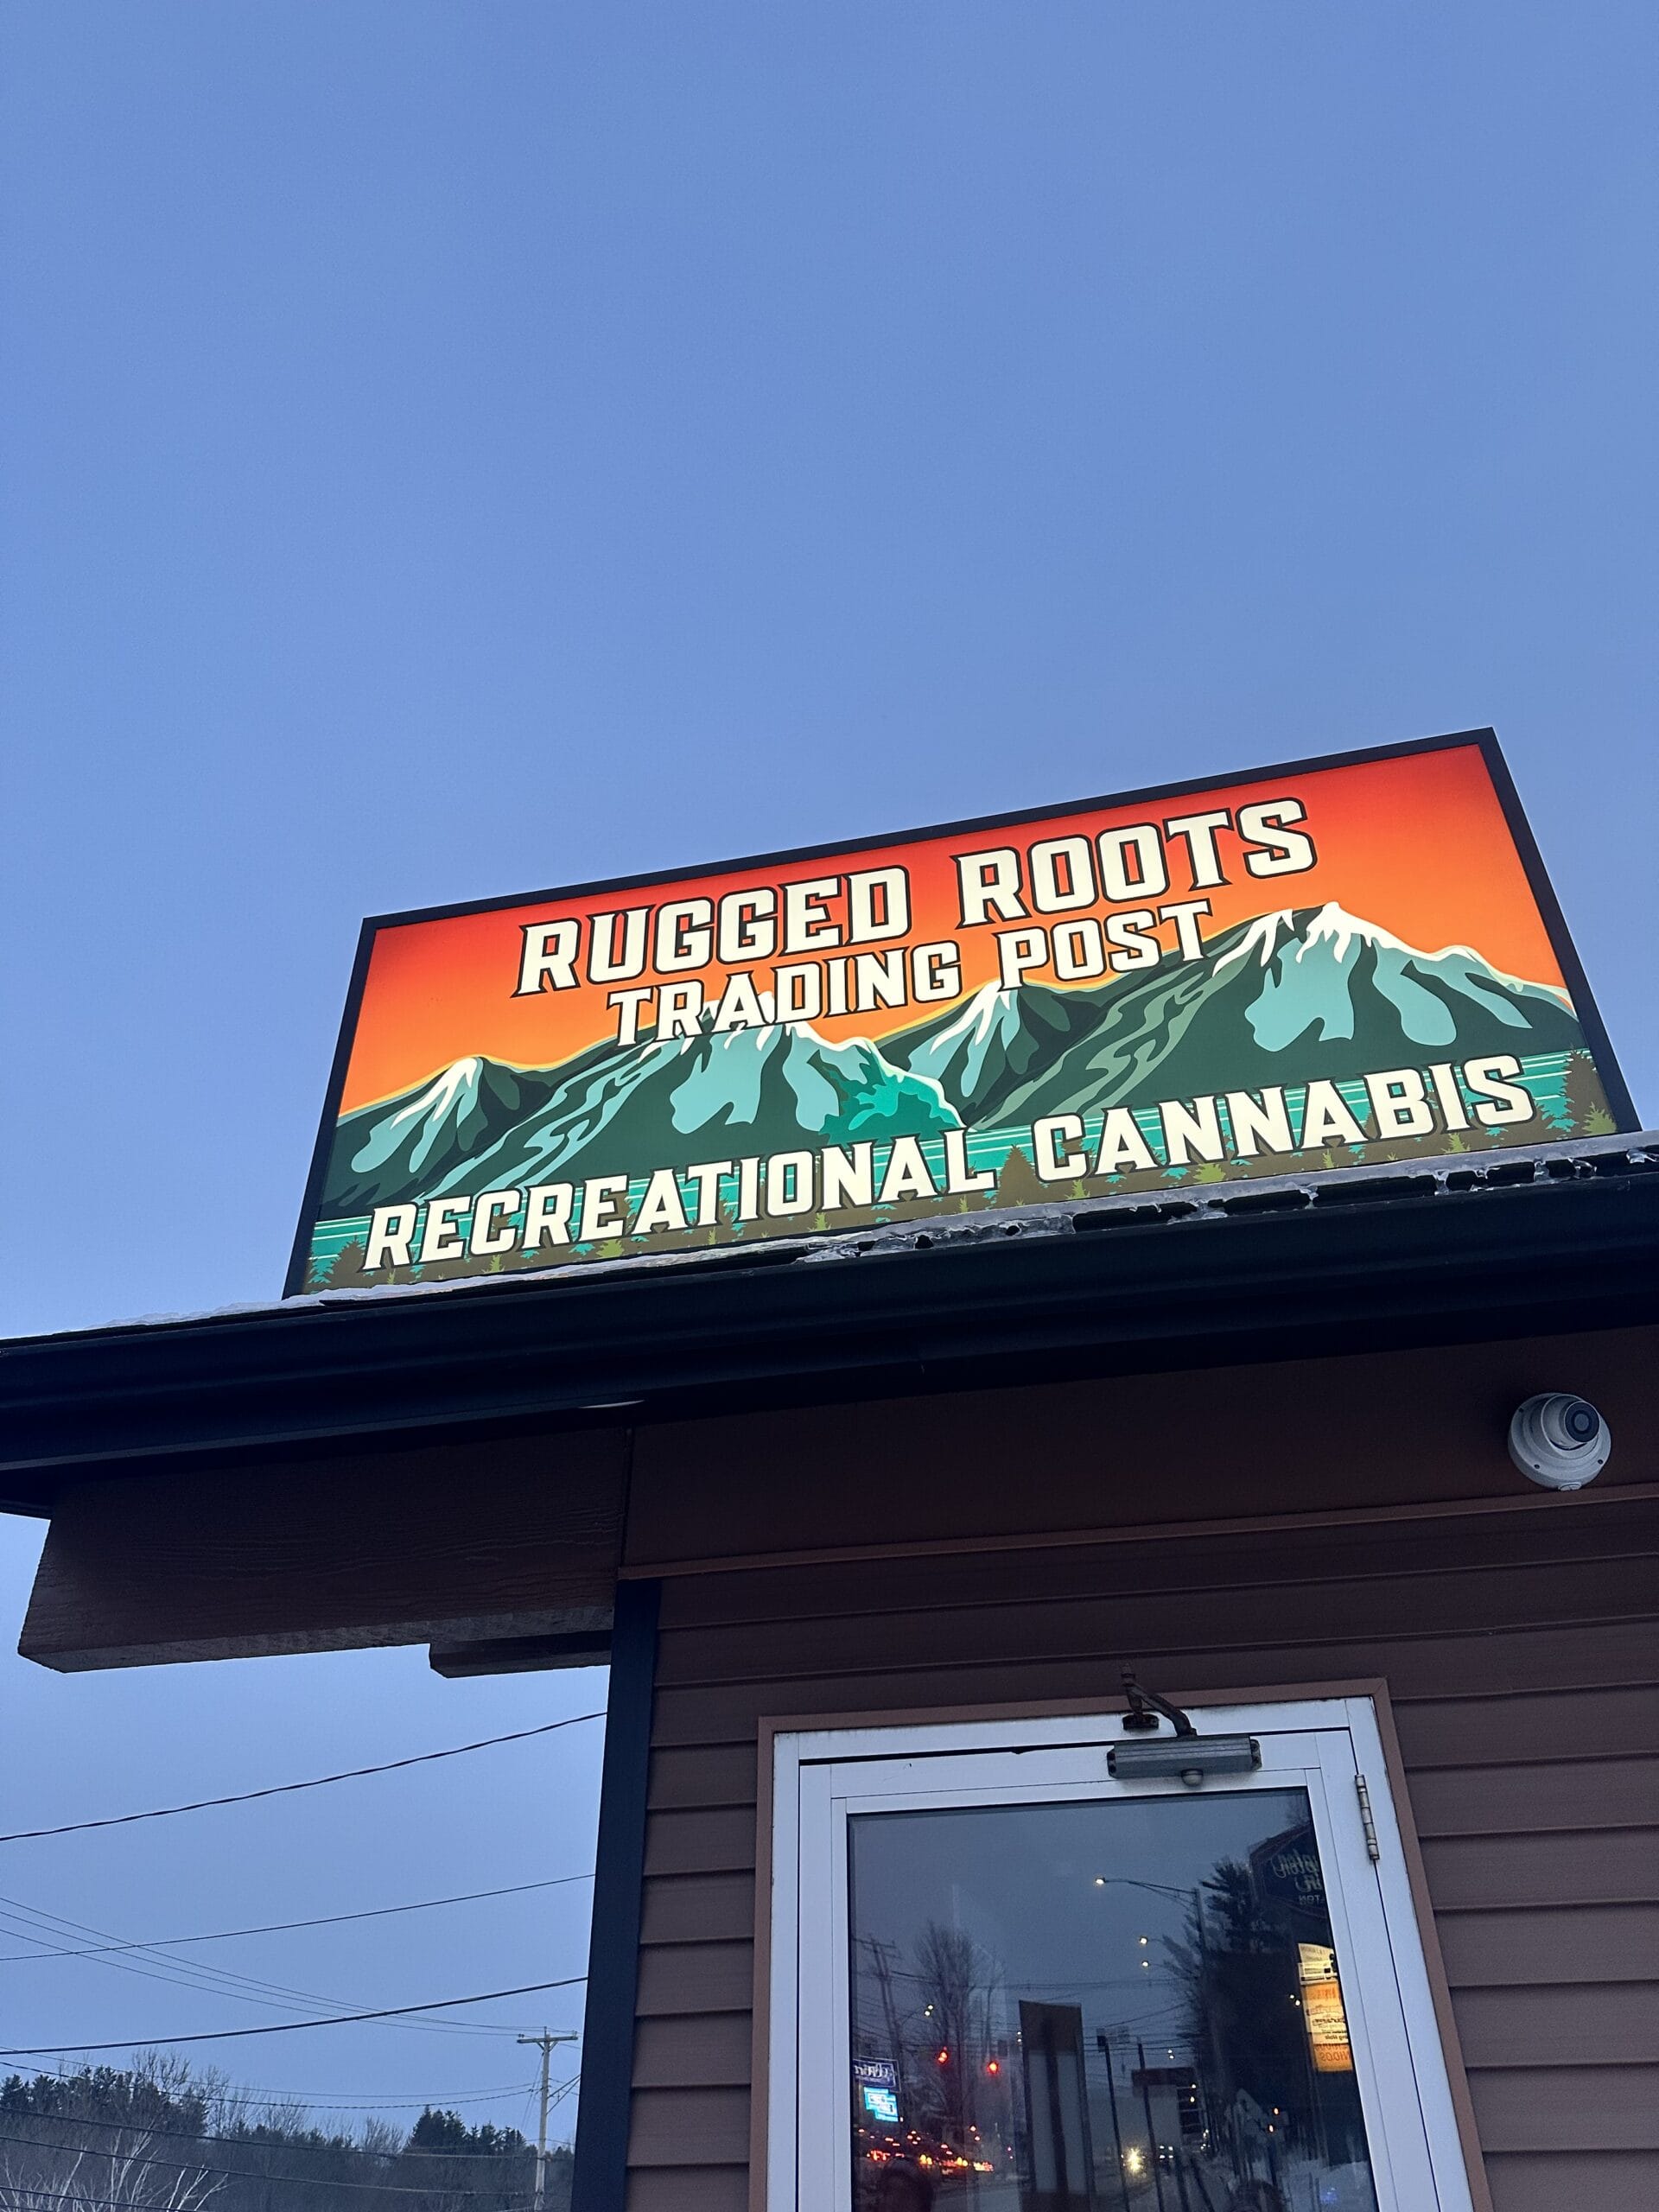 RUGGED ROOTS
TRADING POST
RECREATIONAL CANNABIS